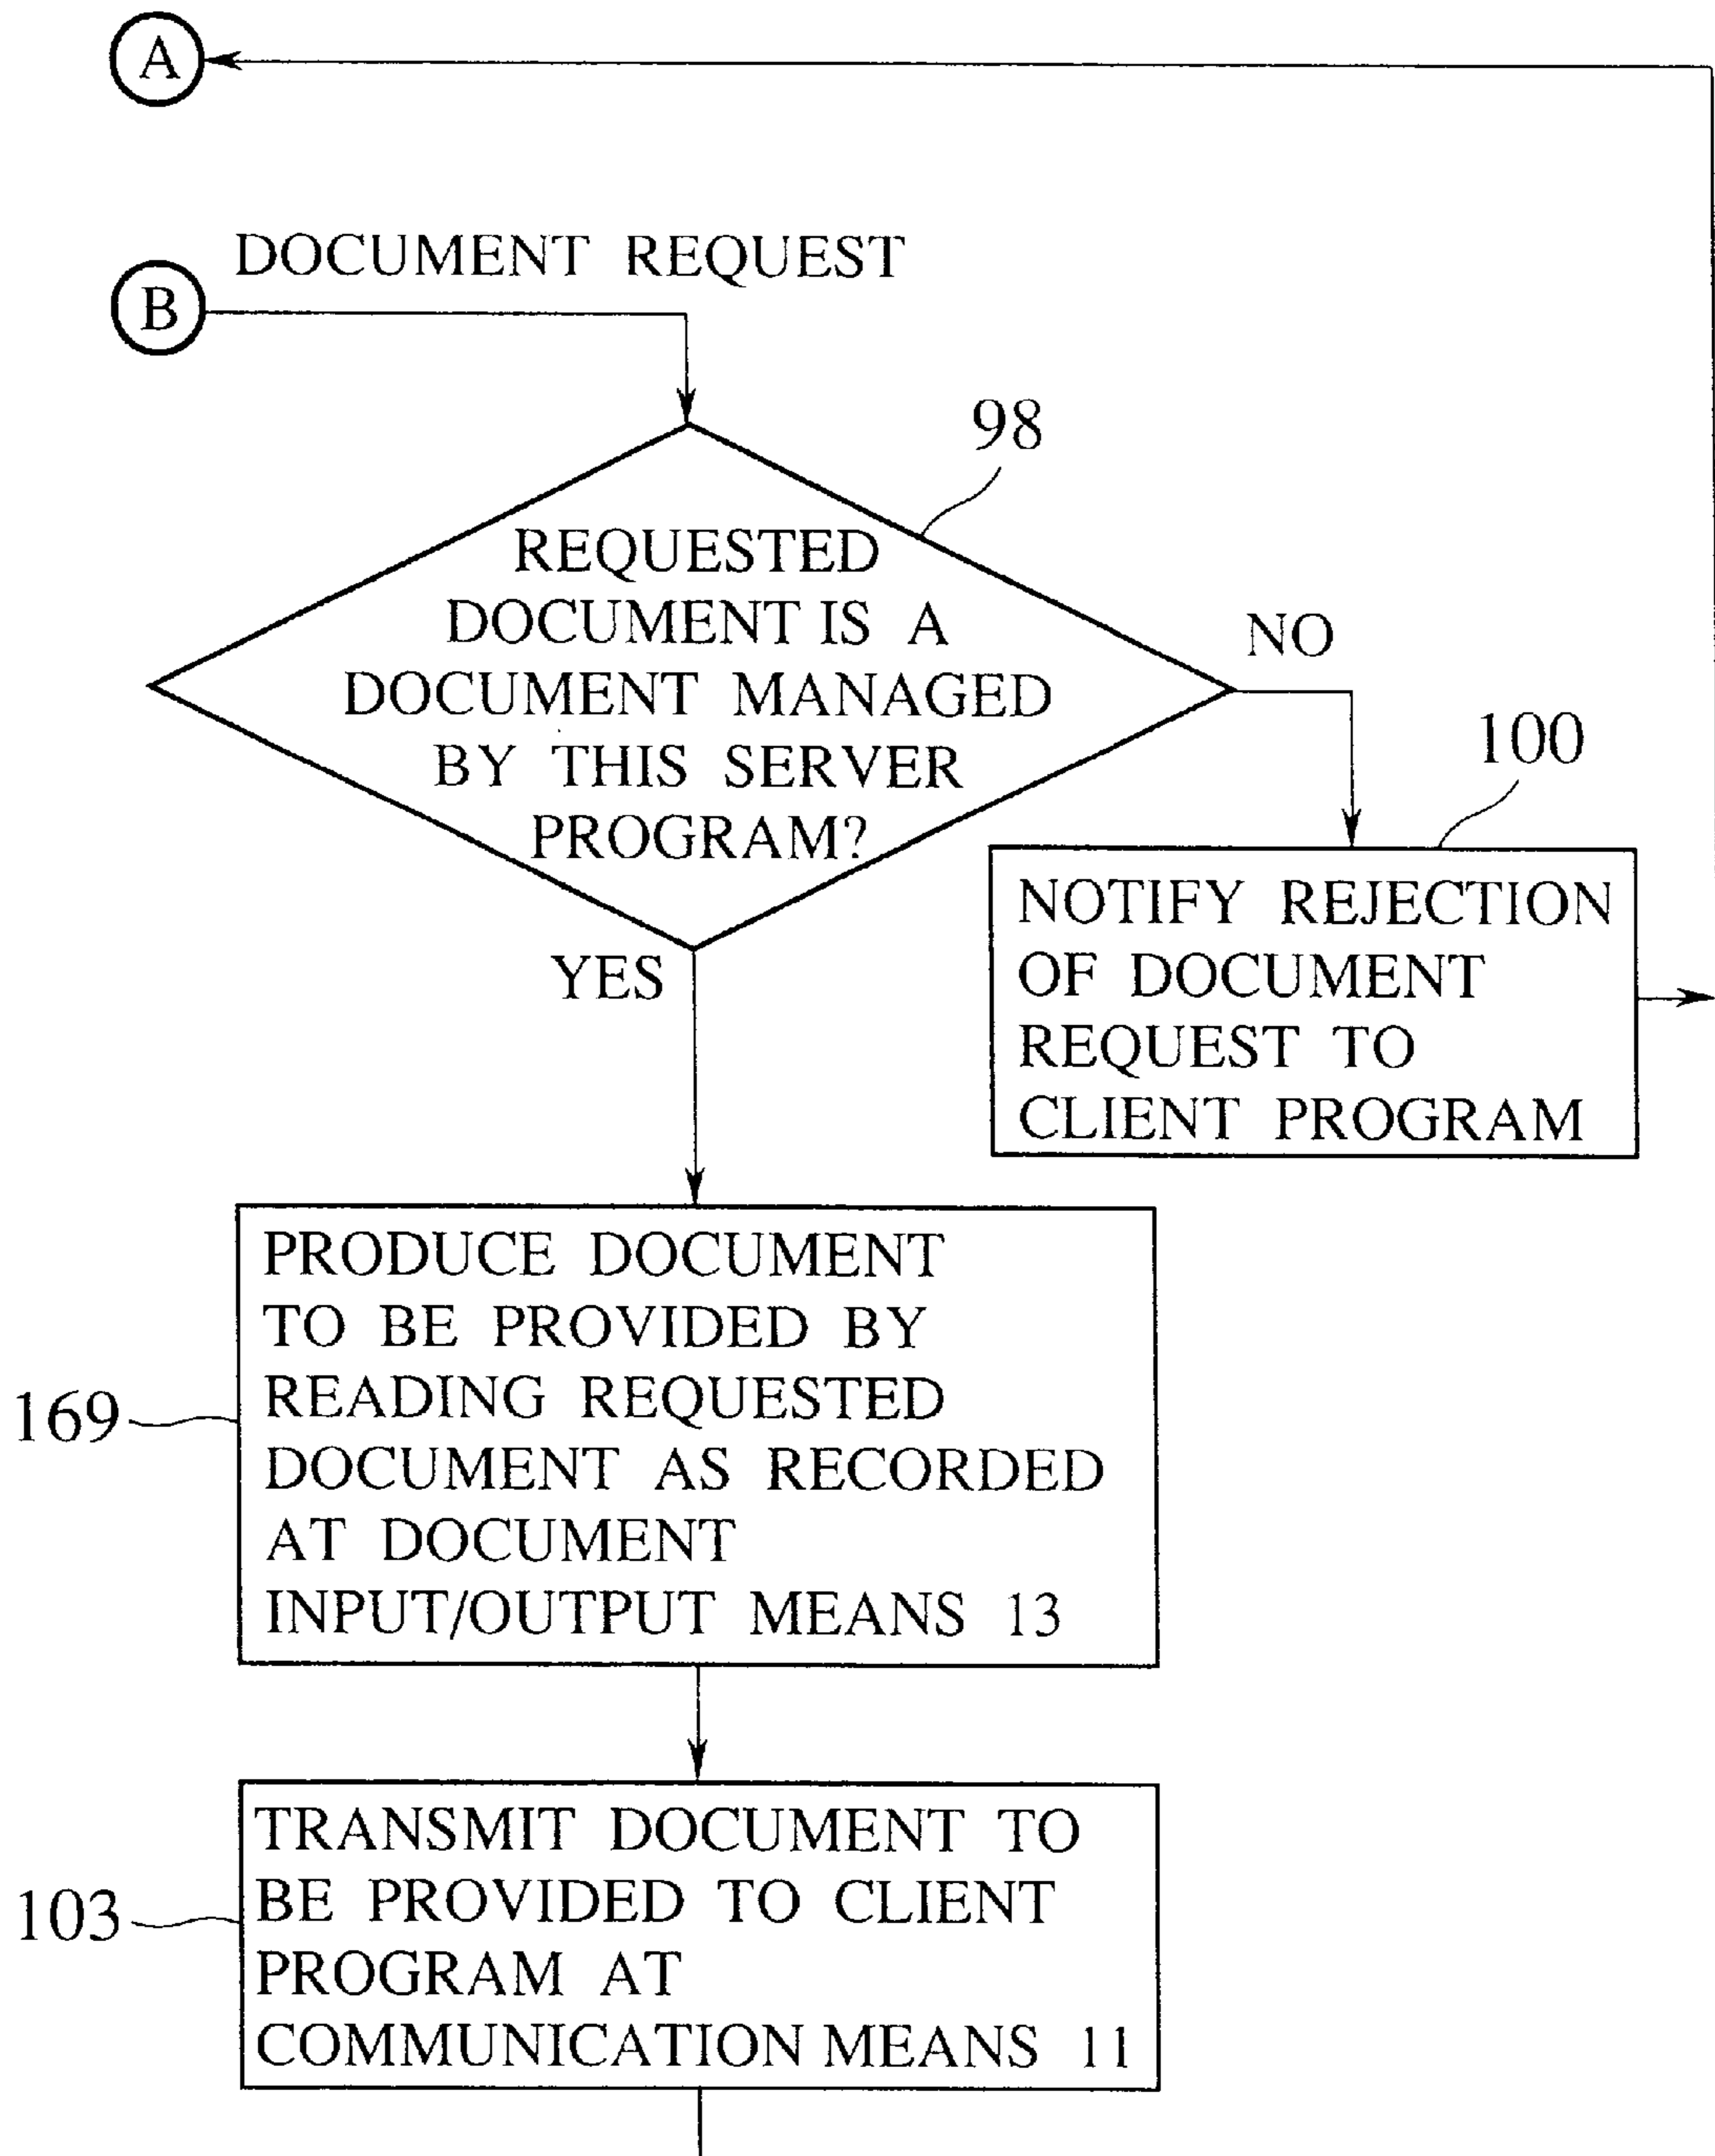 A
DOCUMENT REQUEST
B
98
REQUESTED
DOCUMENT IS A
DOCUMENT MANAGED
BY THIS SERVER
PROGRAM?
NO
100
NOTIFY REJECTION
OF DOCUMENT
REQUEST TO
CLIENT PROGRAM
YES
PRODUCE DOCUMENT
TO BE PROVIDED BY
READING REQUESTED
DOCUMENT AS RECORDED
AT DOCUMENT
INPUT/OUTPUT MEANS 13
169
TRANSMIT DOCUMENT TO
BE PROVIDED TO CLIENT
PROGRAM AT
COMMUNICATION MEANS 11
103